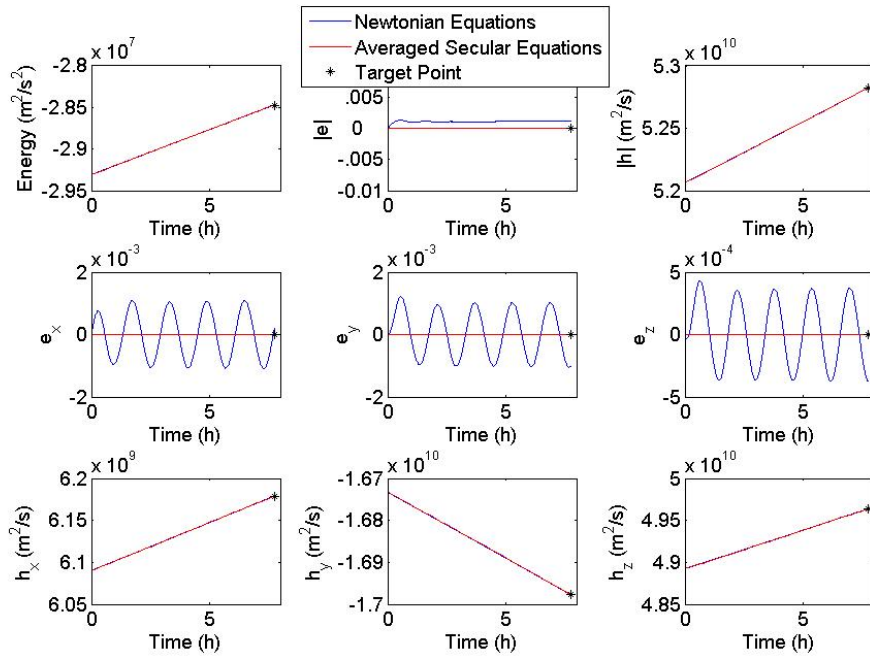 Newtonian Equations
Averaged Secular Equations
Target Point
x 10^7
-2.8
-2.85
-2.9
-2.95
Energy (m^2/s^2)
0 5
Time (h)
.005
0
-.005
-0.01
|e|
0 5
Time (h)
x 10^10
5.3
5.25
5.2
|h| (m^2/s)
0 5
Time (h)
x 10^-3
2
0
-2
e_x
0 5
Time (h)
x 10^-3
2
0
-2
e_y
0 5
Time (h)
x 10^-4
5
0
-5
e_z
0 5
Time (h)
x 10^9
6.2
6.15
6.1
6.05
h_x (m^2/s)
0 5
Time (h)
x 10^10
-1.67
-1.68
-1.69
-1.7
h_y (m^2/s)
0 5
Time (h)
x 10^10
5
4.95
4.9
4.85
h_z (m^2/s)
0 5
Time (h)